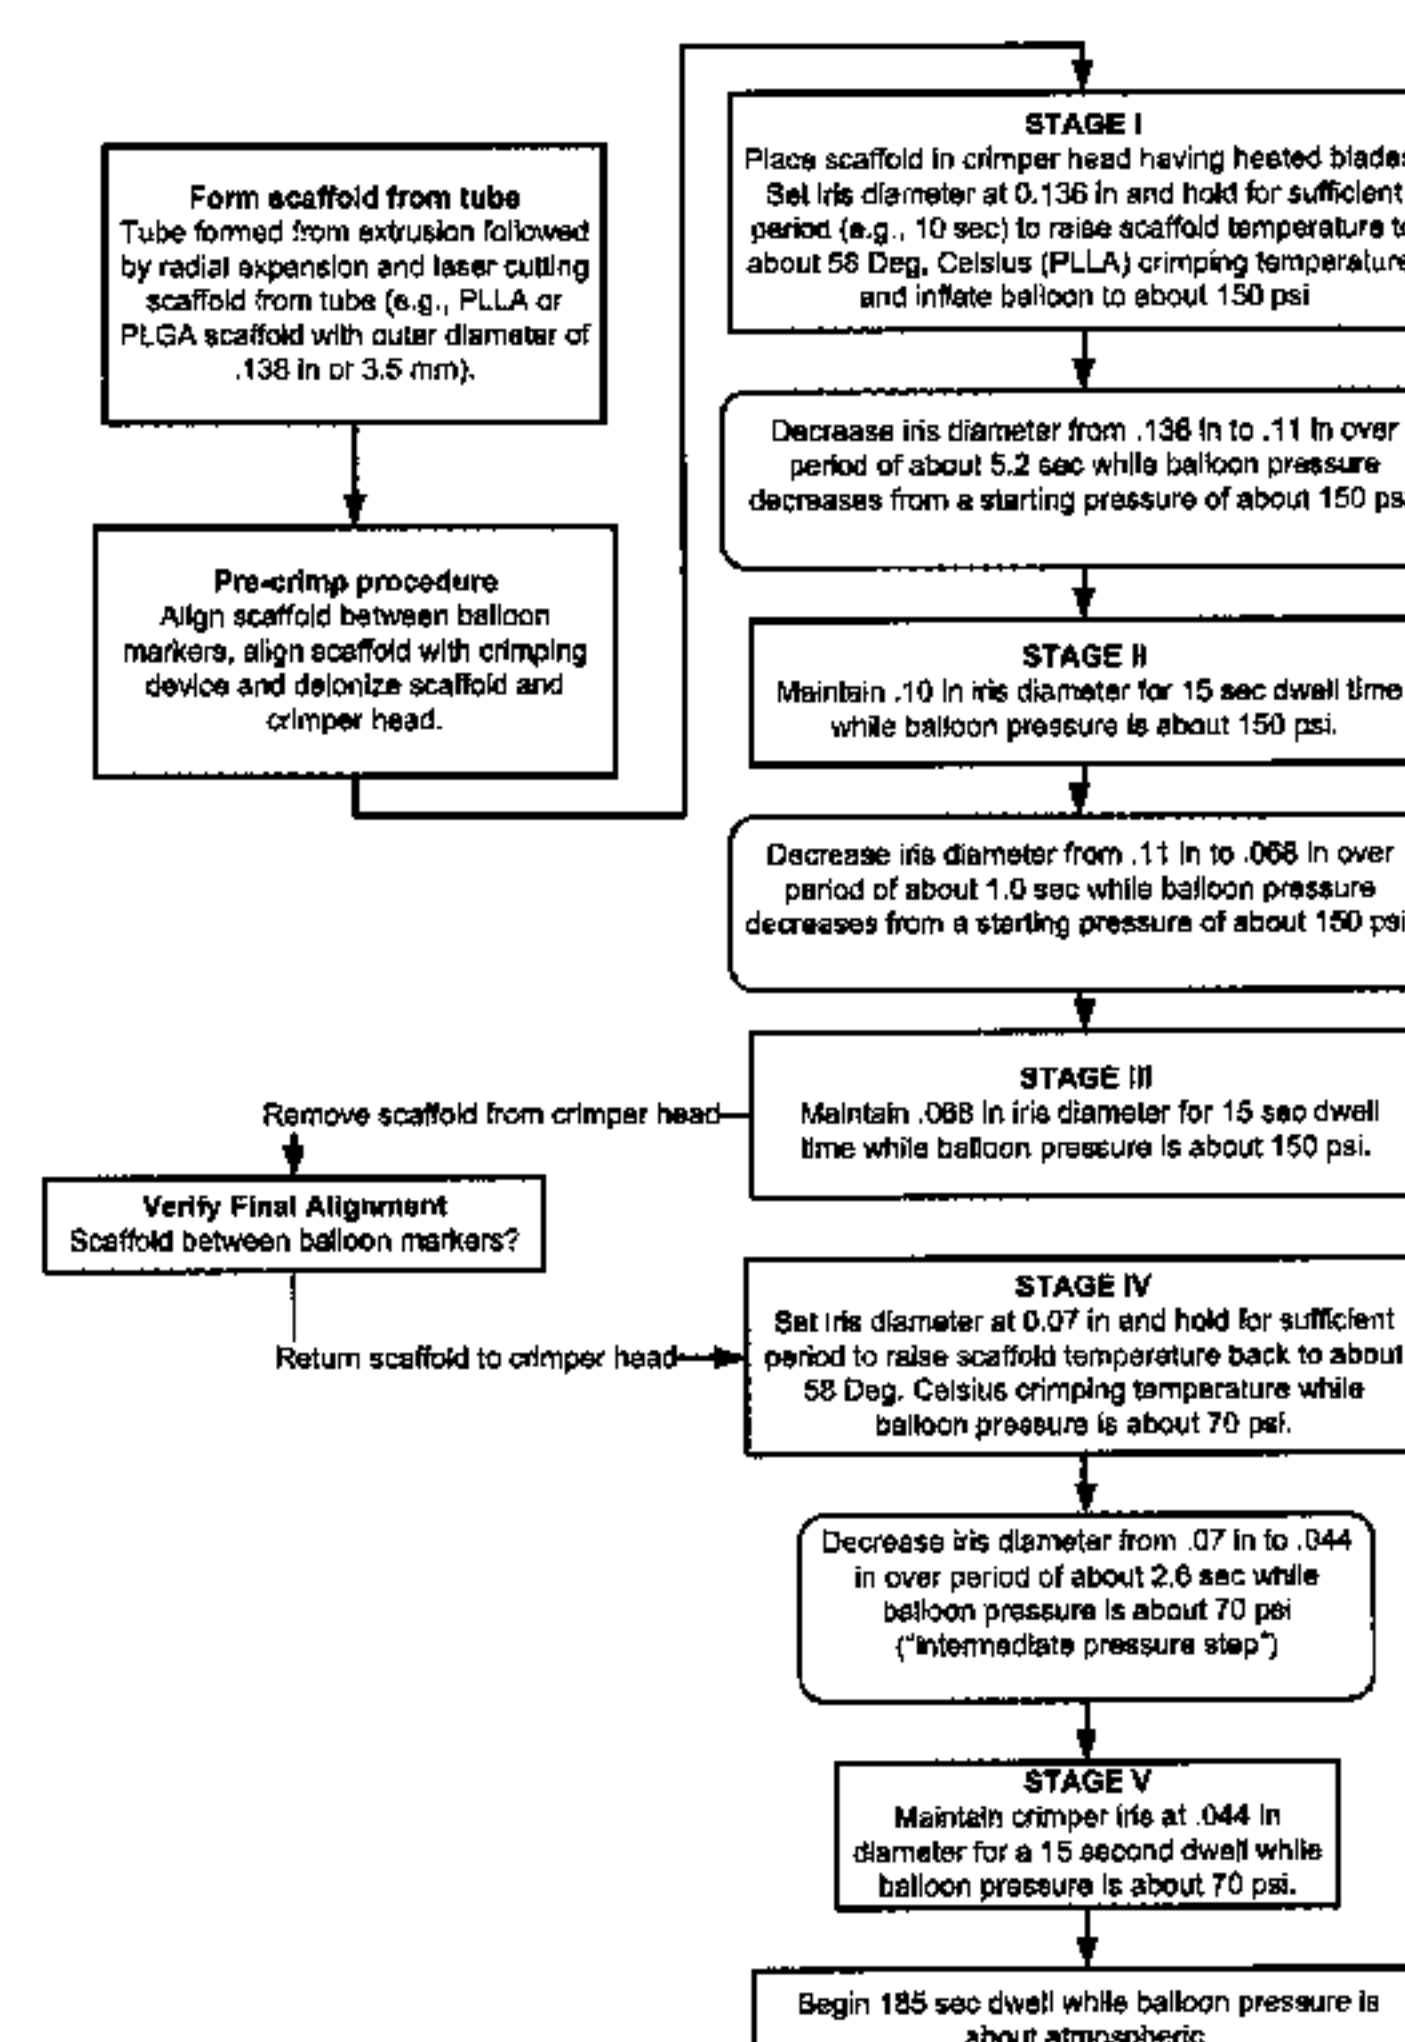 Form scaffold from tube
Tube formed from extrusion followed
by radial expansion and laser cutting
scaffold from tube (e.g., PLLA or
PLGA scaffold with outer diameter of
.138 in or 3.5 mm).
Pre-crimp procedure
Align scaffold between balloon
markers, align scaffold with crimping
device and deionize scaffold and
crimper head.
STAGE I
Place scaffold in crimper head having heated blades
Set iris diameter at 0.136 in and hold for sufficient
period (e.g., 10 sec) to raise scaffold temperature to
about 58 Deg. Celsius (PLLA) crimping temperature
and inflate balloon to about 150 psi
Decrease iris diameter from .136 in to .11 in over
period of about 5.2 sec while balloon pressure
decreases from a starting pressure of about 150 psi
STAGE II
Maintain .10 in iris diameter for 15 sec dwell time
while balloon pressure is about 150 psi.
Decrease iris diameter from .11 in to .068 in over
period of about 1.0 sec while balloon pressure
decreases from a starting pressure of about 150 psi
STAGE III
Maintain .068 in iris diameter for 15 sec dwell
time while balloon pressure is about 150 psi.
Remove scaffold from crimper head
Verify Final Alignment
Scaffold between balloon markers?
Return scaffold to crimper head
STAGE IV
Set iris diameter at 0.07 in and hold for sufficient
period to raise scaffold temperature back to about
58 Deg. Celsius crimping temperature while
balloon pressure is about 70 psi.
Decrease iris diameter from .07 in to .044
in over period of about 2.6 sec while
balloon pressure is about 70 psi
("intermediate pressure step")
STAGE V
Maintain crimper iris at .044 in
diameter for a 15 second dwell while
balloon pressure is about 70 psi.
Begin 185 sec dwell while balloon pressure is
about atmospheric